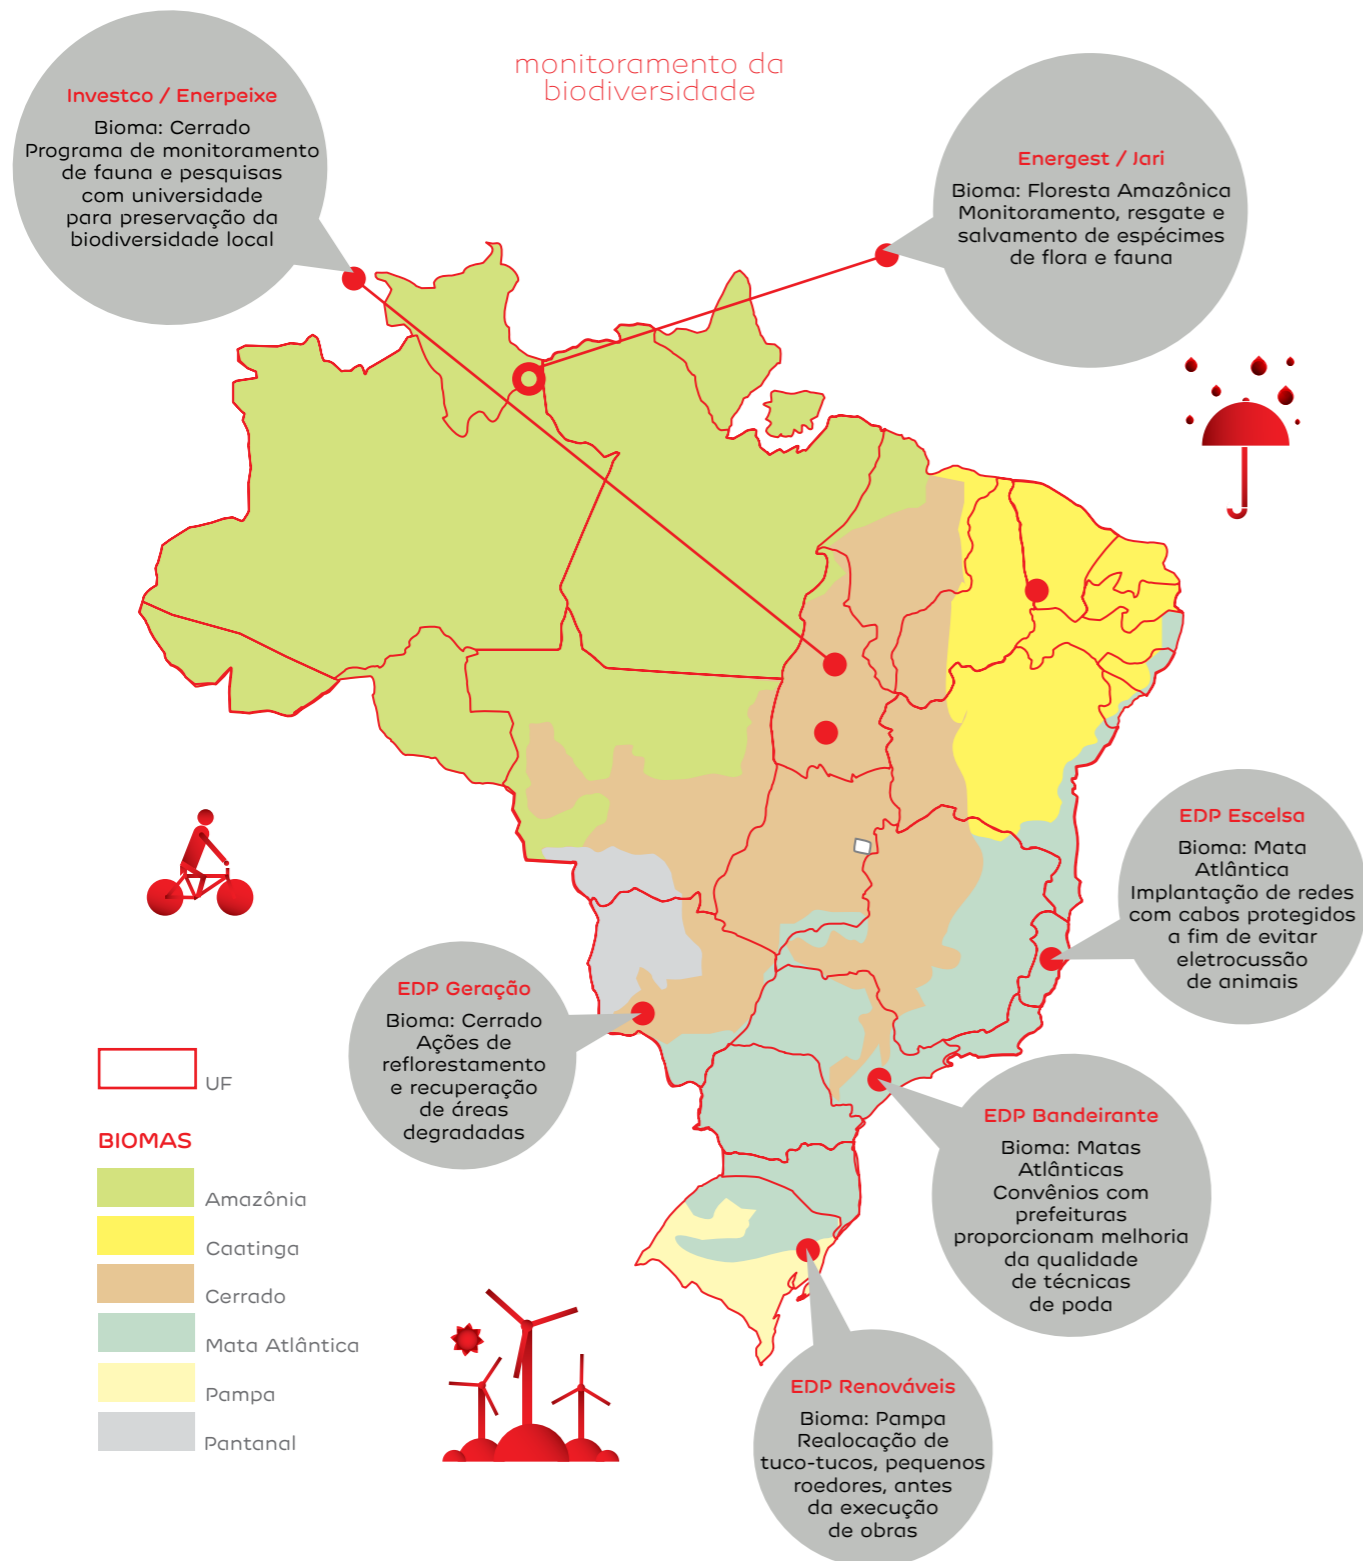 monitoramento da
biodiversidade
Investco / Enerpeixe
Bioma: Cerrado
Programa de monitoramento
de fauna e pesquisas
com universidade
para preservação da
biodiversidade local
Energest / Jari
Bioma: Floresta Amazônica
Monitoramento, resgate e
salvamento de espécimes
de flora e fauna
EDP Escelsa
Bioma: Mata
Atlântica
Implantação de redes
com cabos protegidos
a fim de evitar
eletrocussão
de animais
EDP Geração
Bioma: Cerrado
Ações de
reflorestamento
e recuperação
de áreas
degradadas
EDP Bandeirante
Bioma: Matas
Atlânticas
Convênios com
prefeituras
proporcionam melhoria
da qualidade
de técnicas
de poda
EDP Renováveis
Bioma: Pampa
Realocação de
tuco-tucos, pequenos
roedores, antes
da execução
de obras
UF
BIOMAS
Amazônia
Caatinga
Cerrado
Mata Atlântica
Pampa
Pantanal